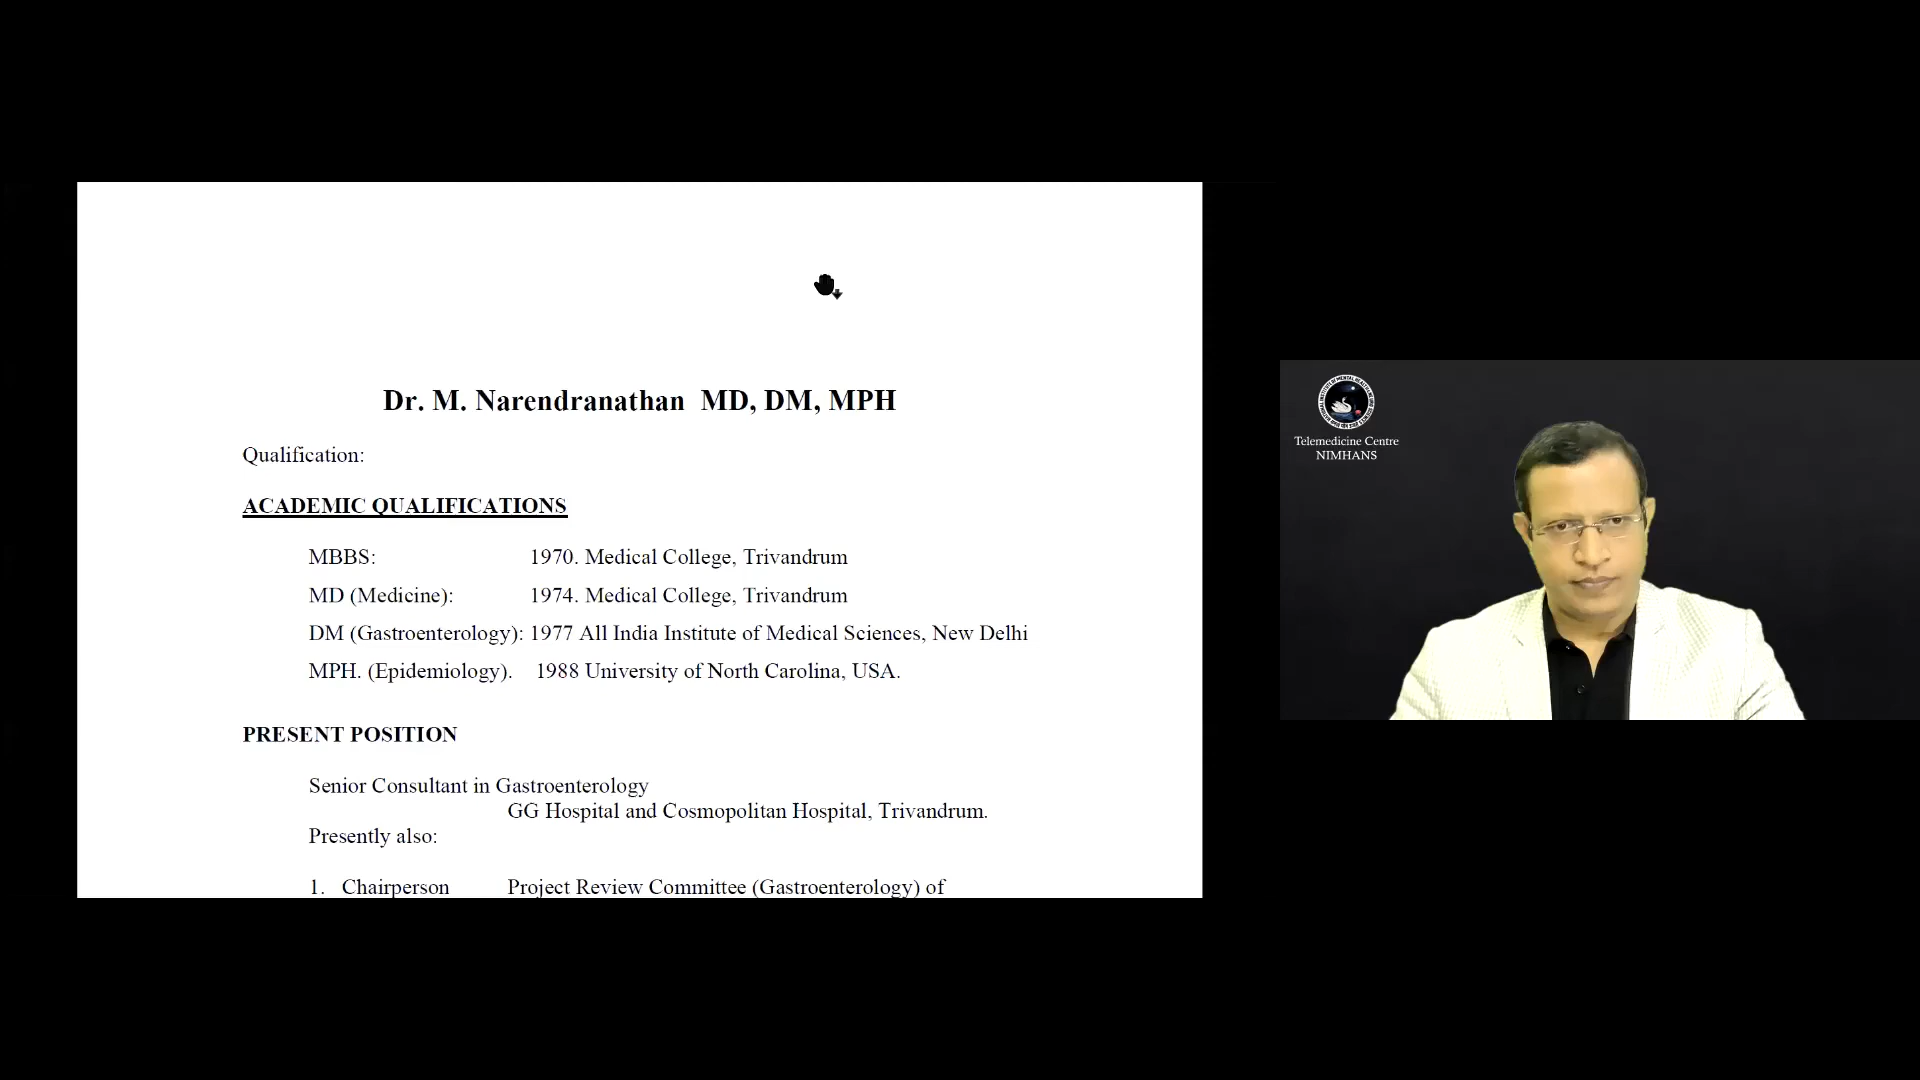 Dr. M. Narendranathan MD, DM, MPH
Qualification:
ACADEMIC QUALIFICATIONS
MBBS: 1970. Medical College, Trivandrum
MD (Medicine): 1974. Medical College, Trivandrum
DM (Gastroenterology): 1977 All India Institute of Medical Sciences, New Delhi
MPH. (Epidemiology). 1988 University of North Carolina, USA.
PRESENT POSITION
Senior Consultant in Gastroenterology
GG Hospital and Cosmopolitan Hospital, Trivandrum.
Presently also:
1. Chairperson Project Review Committee (Gastroenterology) of
Telemedicine Centre
NIMHANS